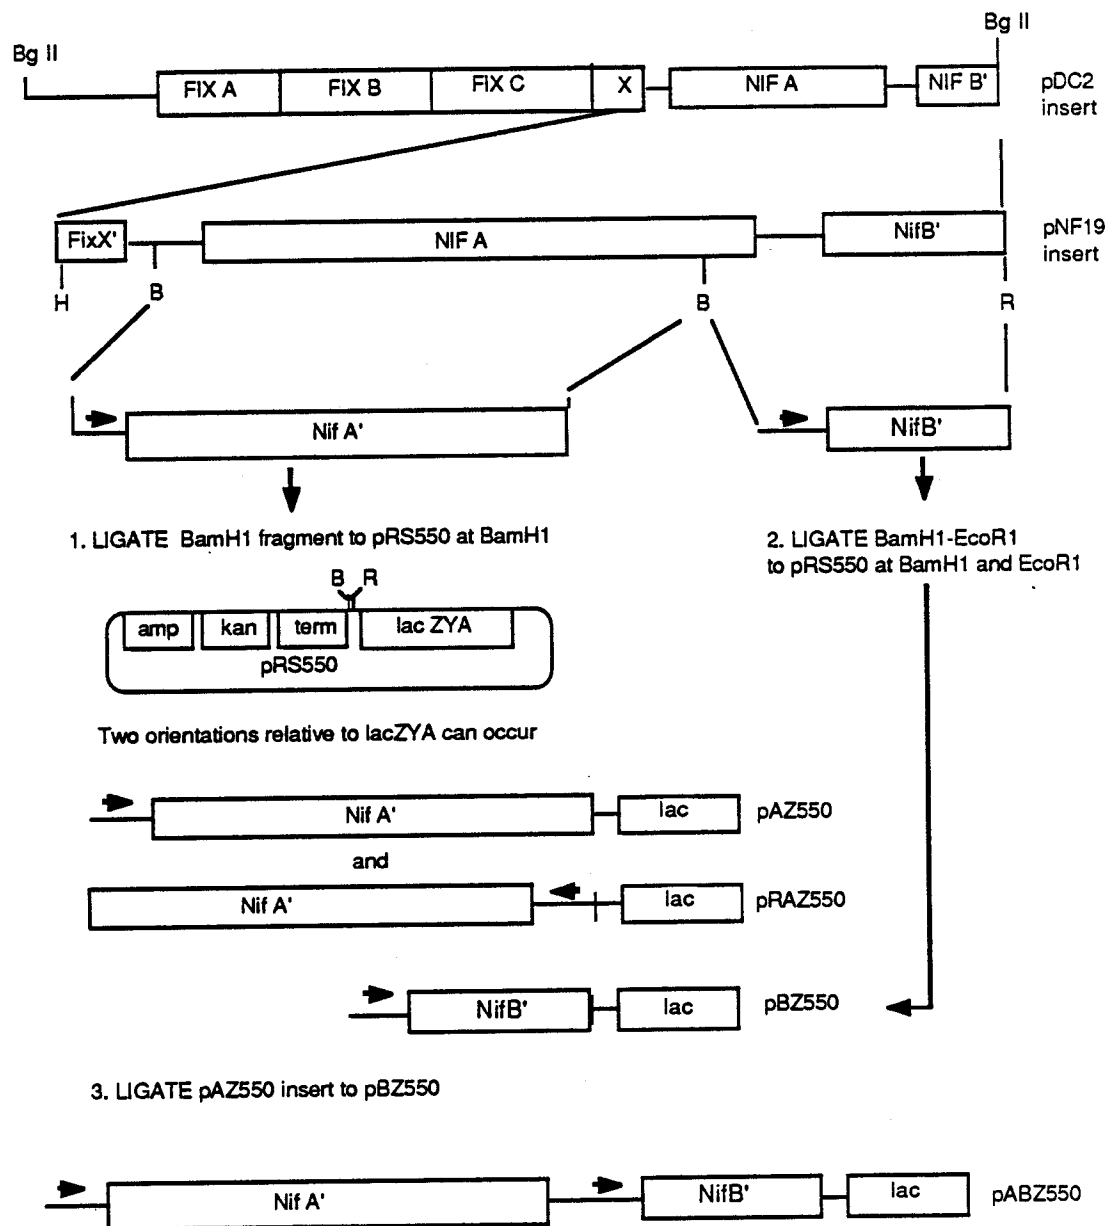 Bg II
Bg II
FIX A FIX B FIX C X NIF A NIF B' pDC2
insert
FixX' NIF A NifB' pNF19
insert
H B B R
Nif A' NifB'
1. LIGATE BamH1 fragment to pRS550 at BamH1
2. LIGATE BamH1-EcoR1
to pRS550 at BamH1 and EcoR1
B R
amp kan term lac ZYA
pRS550
Two orientations relative to lacZYA can occur
Nif A' lac pAZ550
and
Nif A' lac pRAZ550
NifB' lac pBZ550
3. LIGATE pAZ550 insert to pBZ550
Nif A' NifB' lac pABZ550